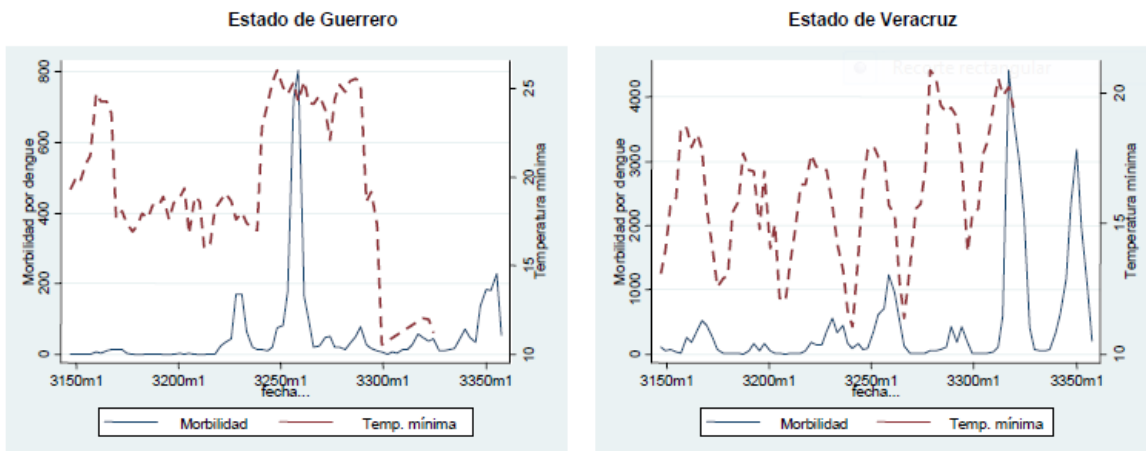 Estado de Guerrero
Morbilidad por dengue
0 200 400 600 800
Temperatura mínima
10 15 20 25
3150m1 3200m1 3250m1 3300m1 3350m1
fecha...
Morbilidad Temp. mínima
Estado de Veracruz
Recorte rectangular
Morbilidad por dengue
0 1000 2000 3000 4000
Temperatura mínima
10 15 20
3150m1 3200m1 3250m1 3300m1 3350m1
fecha...
Morbilidad Temp. mínima